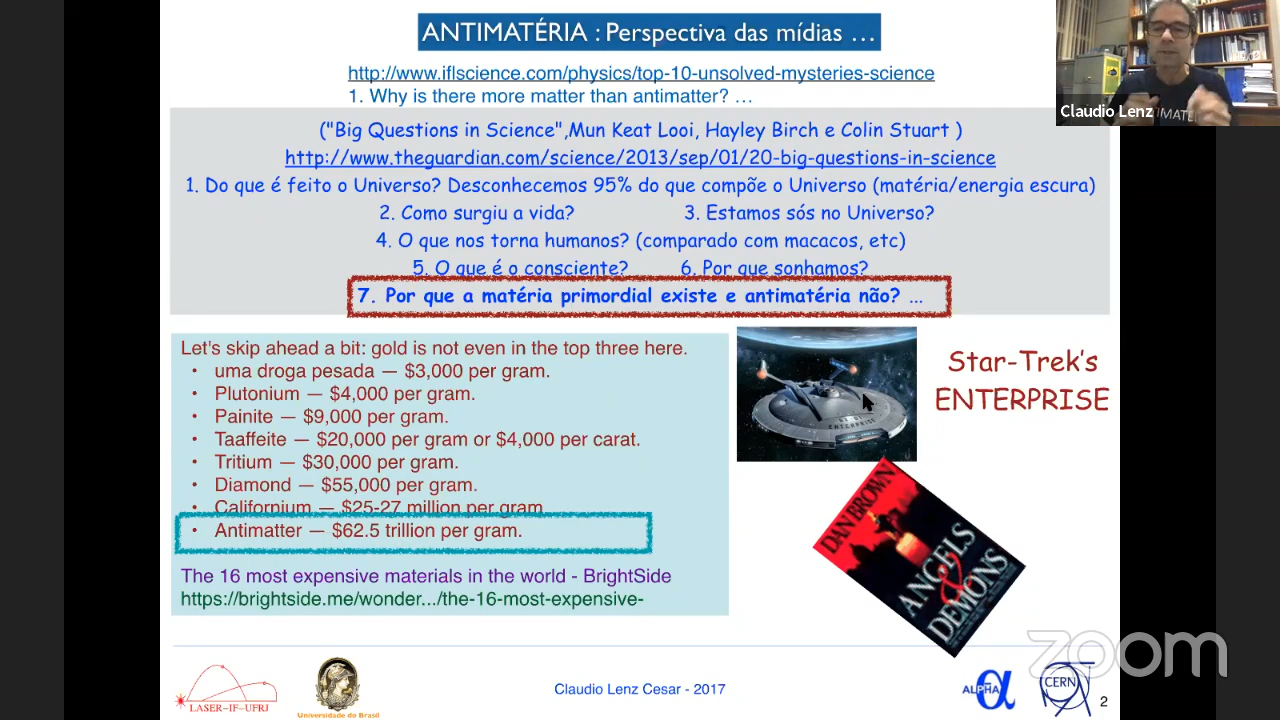 ANTIMATÉRIA : Perspectiva das mídias …
http://www.iflscience.com/physics/top-10-unsolved-mysteries-science
1. Why is there more matter than antimatter? …
Claudio Lenz
("Big Questions in Science",Mun Keat Looi, Hayley Birch e Colin Stuart )
http://www.theguardian.com/science/2013/sep/01/20-big-questions-in-science
1. Do que é feito o Universo? Desconhecemos 95% do que compõe o Universo (matéria/energia escura)
2. Como surgiu a vida? 3. Estamos sós no Universo?
4. O que nos torna humanos? (comparado com macacos, etc)
5. O que é o consciente? 6. Por que sonhamos?
7. Por que a matéria primordial existe e antimatéria não? ...
Let's skip ahead a bit: gold is not even in the top three here.
• uma droga pesada — $3,000 per gram.
• Plutonium — $4,000 per gram.
• Painite — $9,000 per gram.
• Taaffeite — $20,000 per gram or $4,000 per carat.
• Tritium — $30,000 per gram.
• Diamond — $55,000 per gram.
• Californium — $25-27 million per gram
• Antimatter — $62.5 trillion per gram.
The 16 most expensive materials in the world - BrightSide
https://brightside.me/wonder.../the-16-most-expensive-
ENTERPRISE
Star-Trek's
ENTERPRISE
DAN BROWN
ANGELS
&
DEMONS
zoom
LASER-IF-UFRJ
Universidade do Brasil
Claudio Lenz Cesar - 2017
ALPHA
α
CERN
2